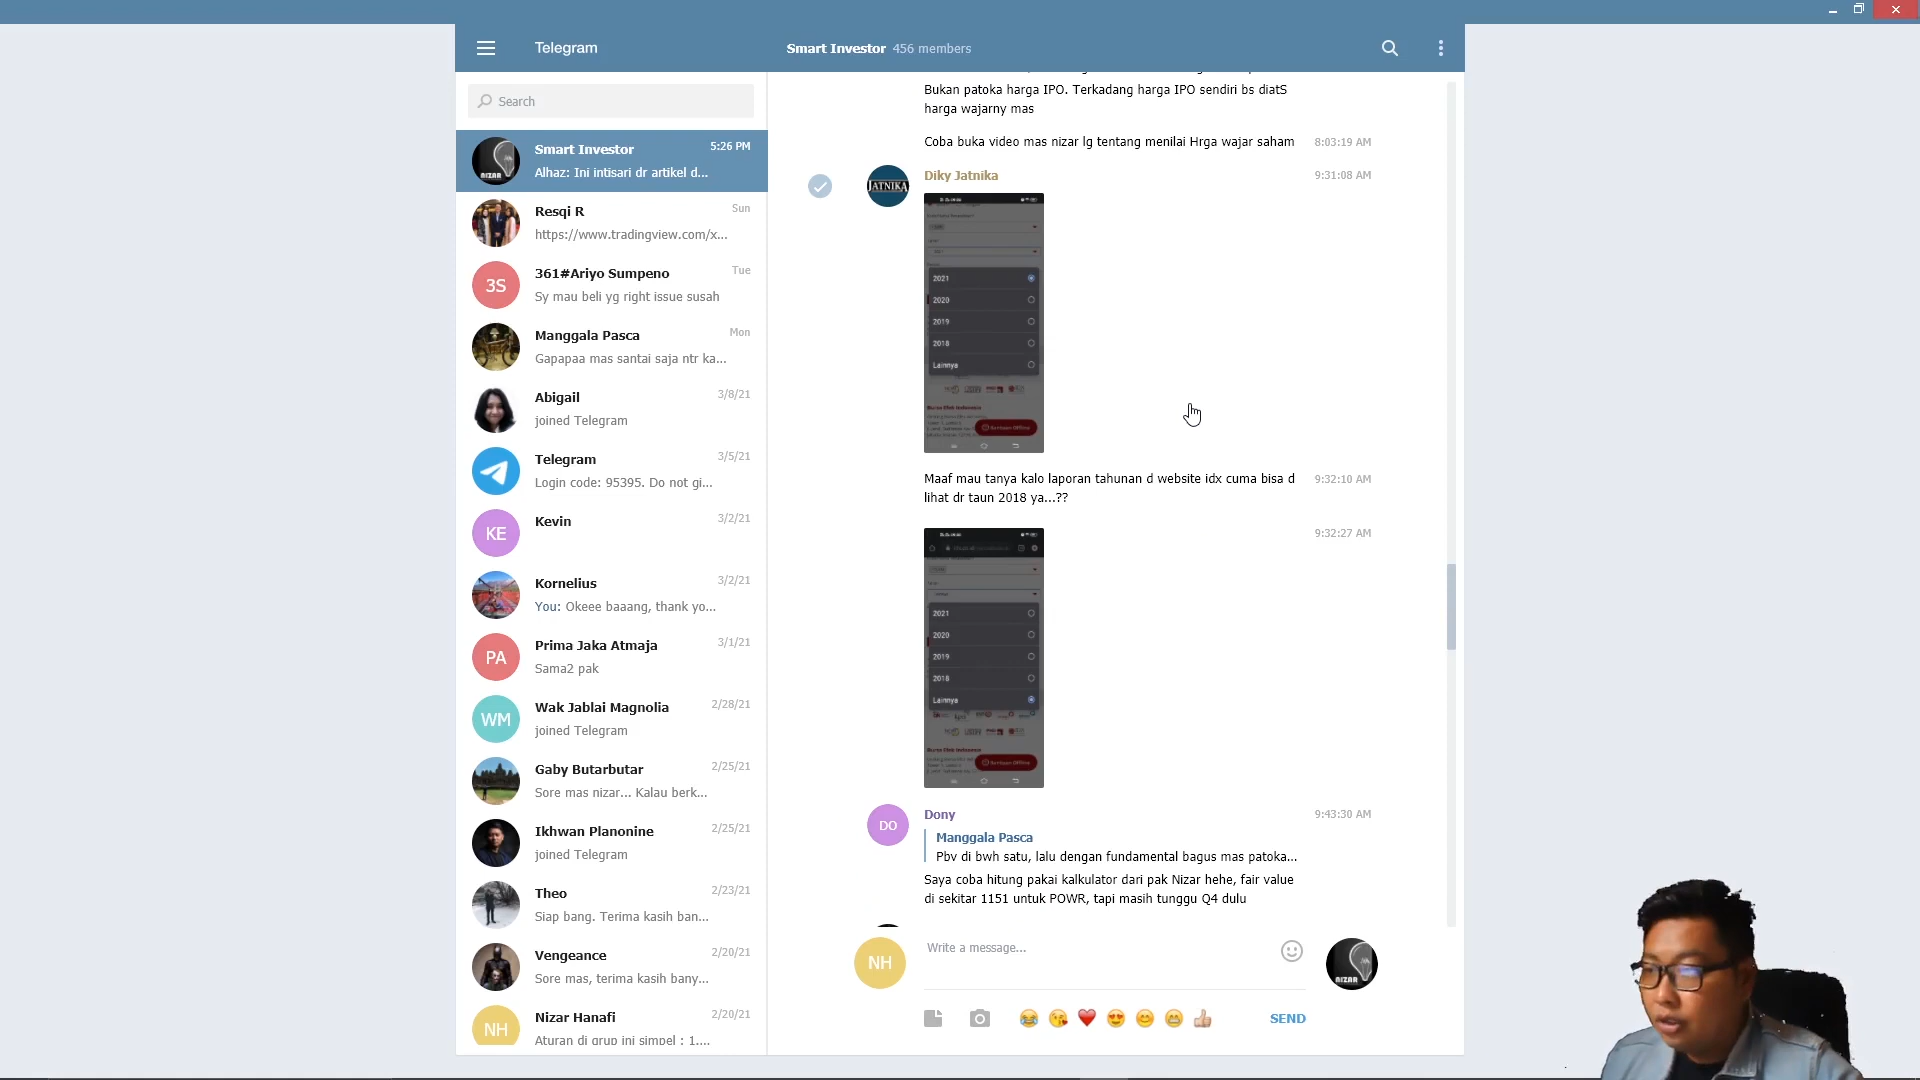 Telegram
Smart Investor 456 members
Search
Smart Investor 5:26 PM
Alhaz: Ini intisari dr artikel d...
Resqi R Sun
https://www.tradingview.com/x...
3S
361#Ariyo Sumpeno Tue
Sy mau beli yg right issue susah
Manggala Pasca Mon
Gapapaa mas santai saja ntr ka...
Abigail 3/8/21
joined Telegram
Telegram 3/5/21
Login code: 95395. Do not gi...
KE
Kevin 3/2/21
Kornelius 3/2/21
You: Okeee baaang, thank yo...
PA
Prima Jaka Atmaja 3/1/21
Sama2 pak
WM
Wak Jablai Magnolia 2/28/21
joined Telegram
Gaby Butarbutar 2/25/21
Sore mas nizar... Kalau berk...
Ikhwan Planonine 2/25/21
joined Telegram
Theo 2/23/21
Siap bang. Terima kasih ban...
Vengeance 2/20/21
Sore mas, terima kasih bany...
NH
Nizar Hanafi 2/20/21
Aturan di grup ini simpel : 1....
Bukan patoka harga IPO. Terkadang harga IPO sendiri bs diatS
harga wajarny mas
Coba buka video mas nizar lg tentang menilai Hrga wajar saham 8:03:19 AM
JATNIKA
Diky Jatnika 9:31:08 AM
2021
2020
2019
2018
Lainnya
Bursa Efek Indonesia
Maaf mau tanya kalo laporan tahunan d website idx cuma bisa d 9:32:10 AM
lihat dr taun 2018 ya...??
9:32:27 AM
2021
2020
2019
2018
Lainnya
Bursa Efek Indonesia
DO
Dony 9:43:30 AM
Manggala Pasca
Pbv di bwh satu, lalu dengan fundamental bagus mas patoka...
Saya coba hitung pakai kalkulator dari pak Nizar hehe, fair value
di sekitar 1151 untuk POWR, tapi masih tunggu Q4 dulu
NH
Write a message...
NIZAR
SEND